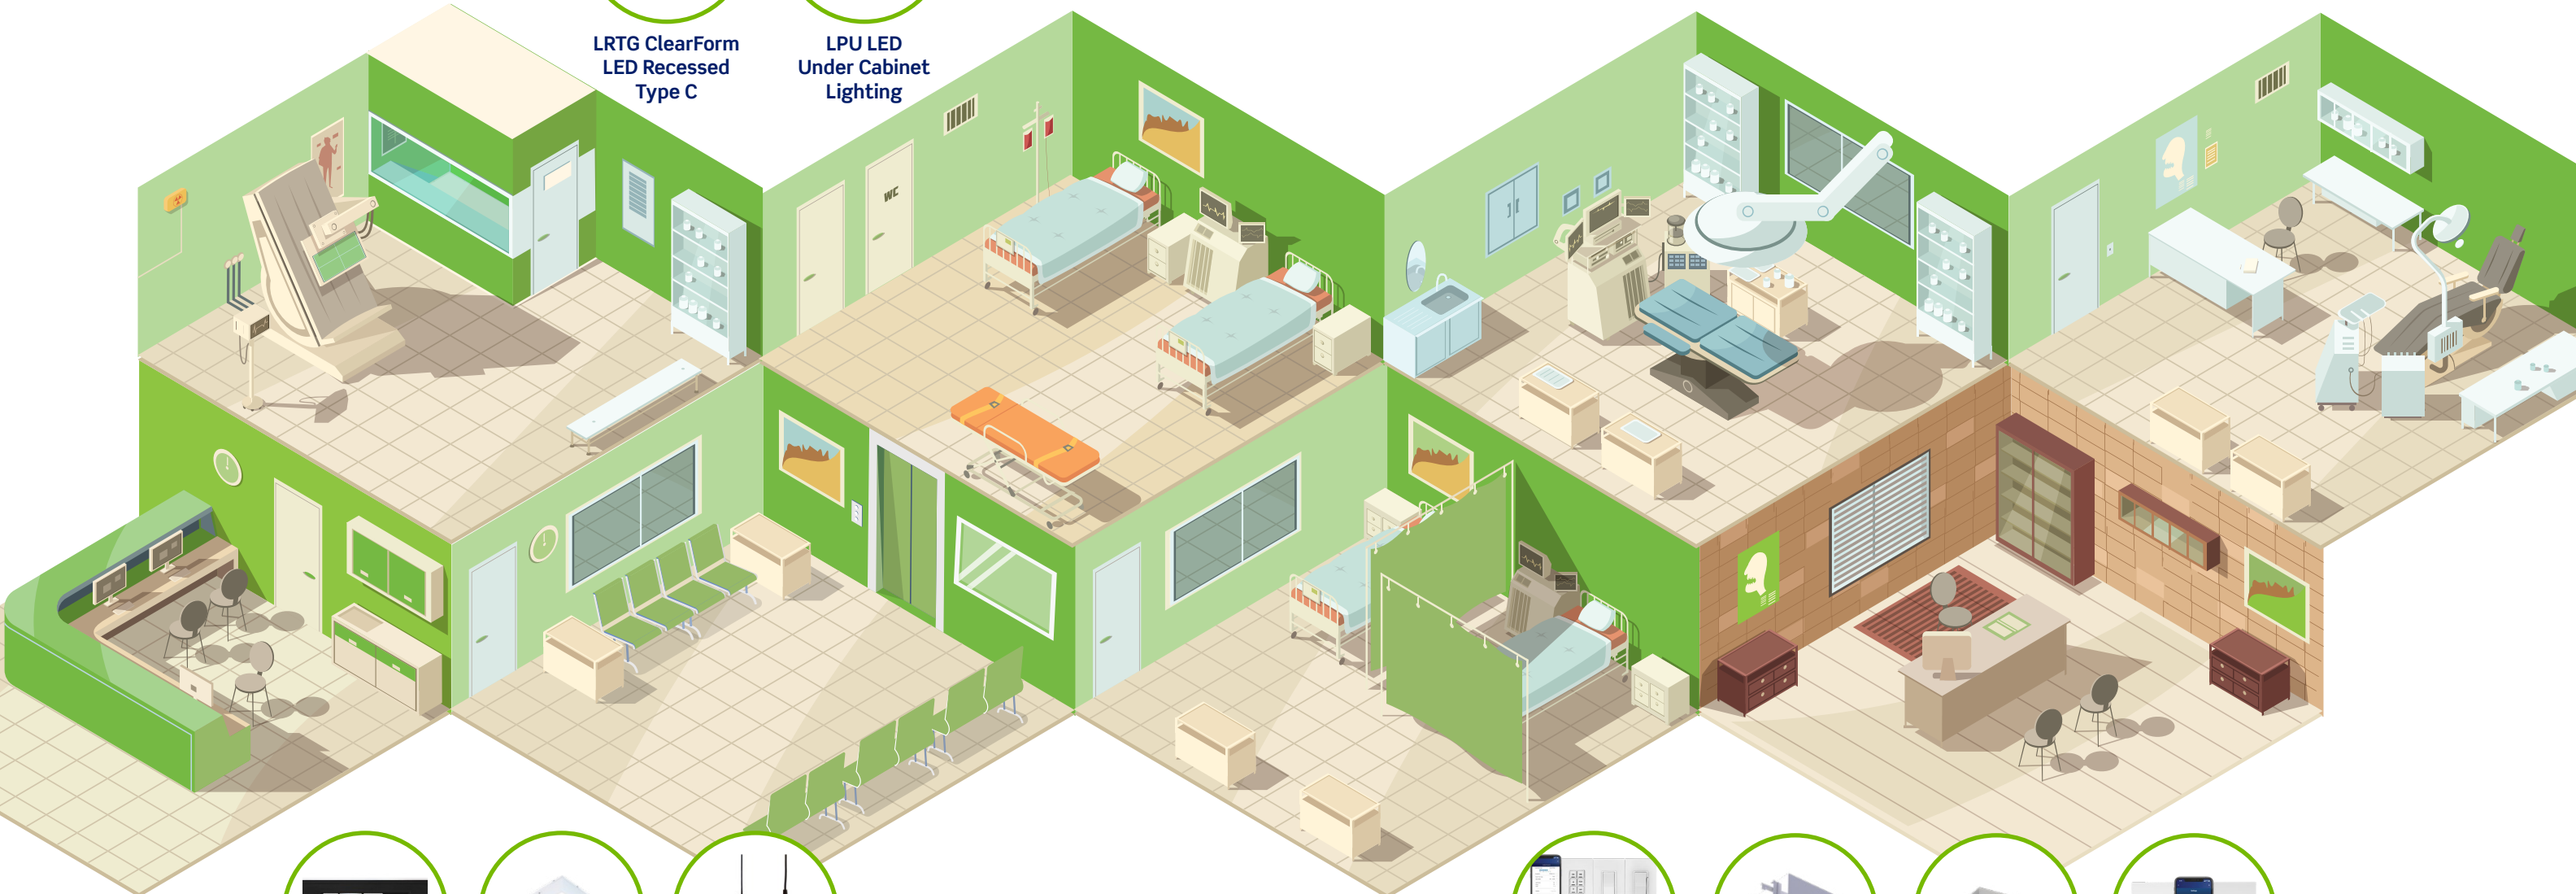 LRTG ClearForm
LED Recessed
Type C
LPU LED
Under Cabinet
Lighting
WC